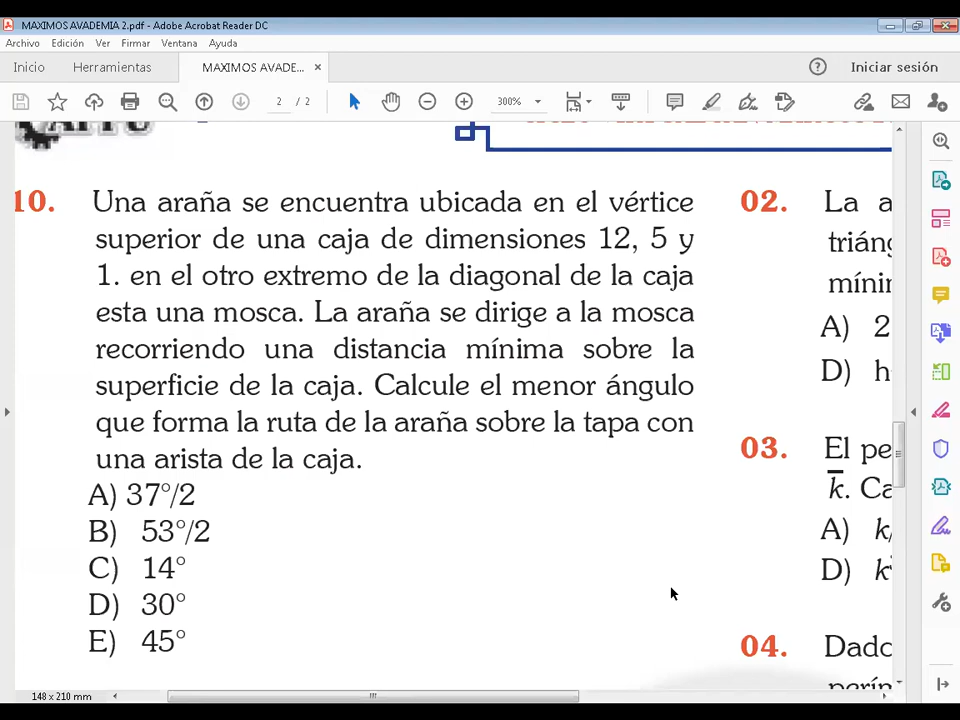 MAXIMOS AVADEMIA 2.pdf - Adobe Acrobat Reader DC
Archivo Edición Ver Firmar Ventana Ayuda
Inicio Herramientas MAXIMOS AVADE... × Iniciar sesión
2 / 2 300%
10. Una araña se encuentra ubicada en el vértice
superior de una caja de dimensiones 12, 5 y
1. en el otro extremo de la diagonal de la caja
esta una mosca. La araña se dirige a la mosca
recorriendo una distancia mínima sobre la
superficie de la caja. Calcule el menor ángulo
que forma la ruta de la araña sobre la tapa con
una arista de la caja.
A) 37°/2
B) 53°/2
C) 14°
D) 30°
E) 45°
02. La a
triáng
mínir
A) 2
D) h
03. El pe
k. Ca
A) k/
D) k
04. Dado
148 x 210 mm